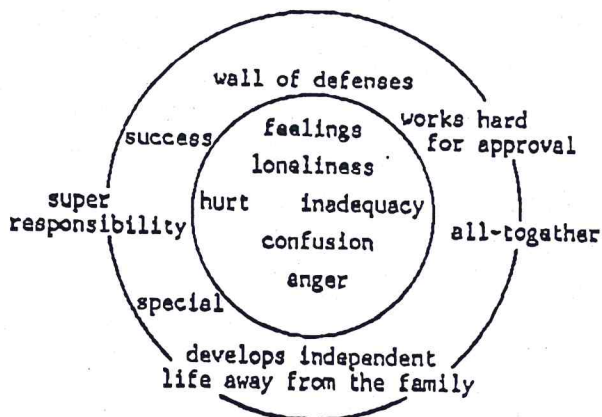 wall of defenses
works hard
for approval
success
feelings
loneliness
super
responsibility
hurt
inadequacy
all-together
confusion
anger
special
develops independent
life away from the family